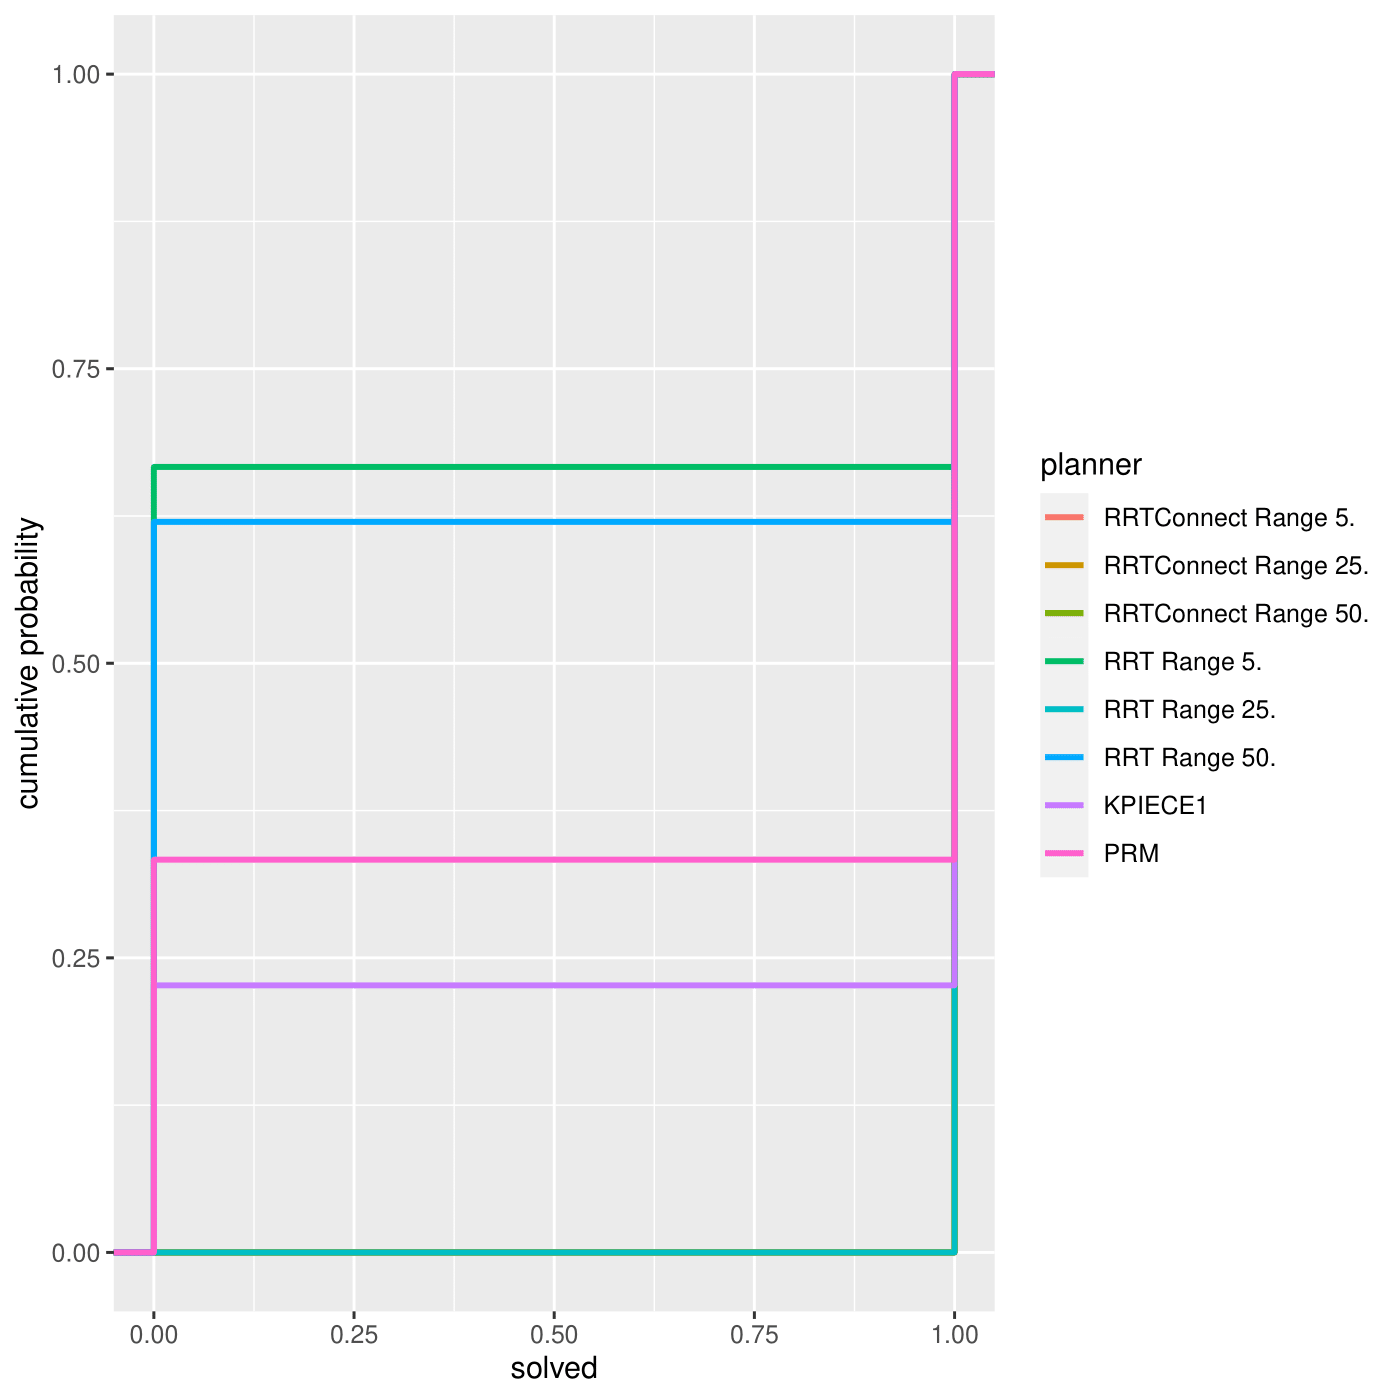 1.00
0.75
0.50
0.25
0.00
cumulative probability
0.00 0.25 0.50 0.75 1.00
solved
planner
RRTConnect Range 5.
RRTConnect Range 25.
RRTConnect Range 50.
RRT Range 5.
RRT Range 25.
RRT Range 50.
KPIECE1
PRM